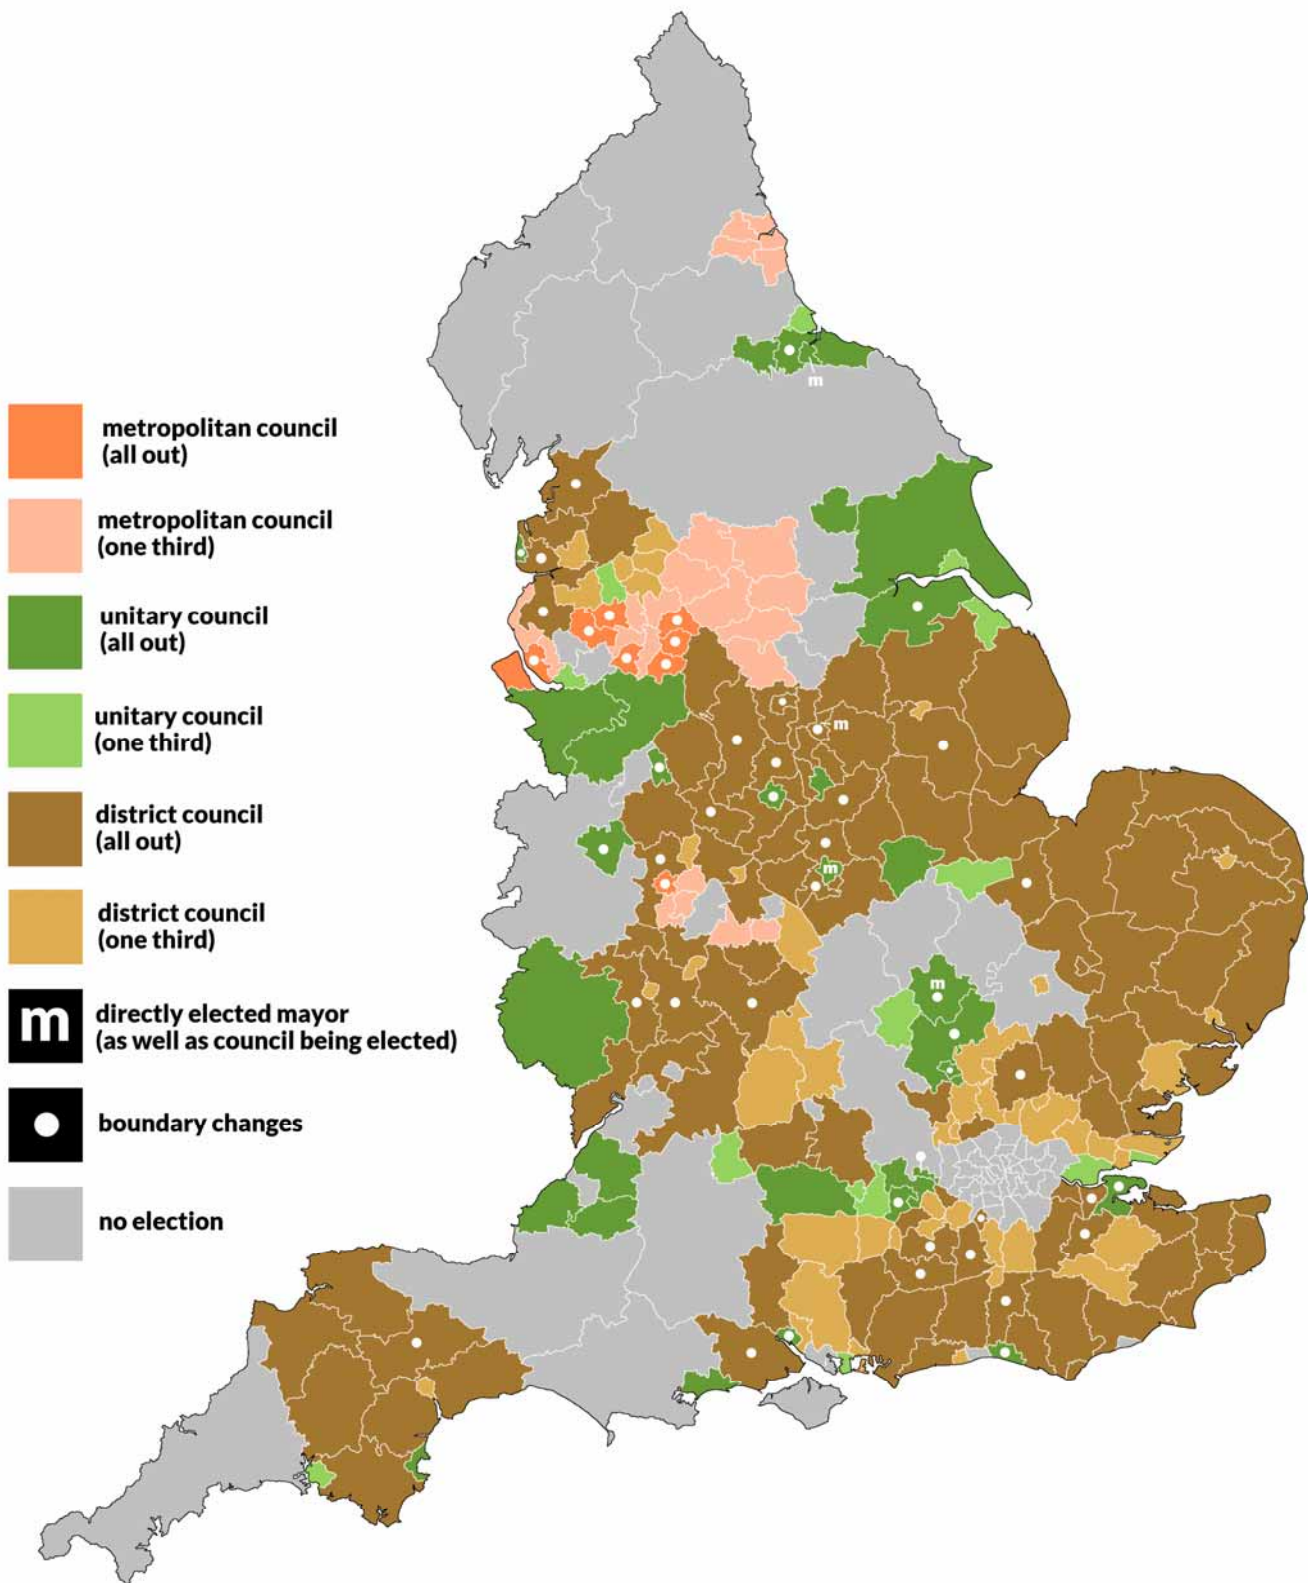 m
m
metropolitan council
(all out)
metropolitan council
(one third)
unitary council
(all out)
unitary council
(one third)
district council
(all out)
m
district council
(one third)
m
m
directly elected mayor
(as well as council being elected)
boundary changes
no election